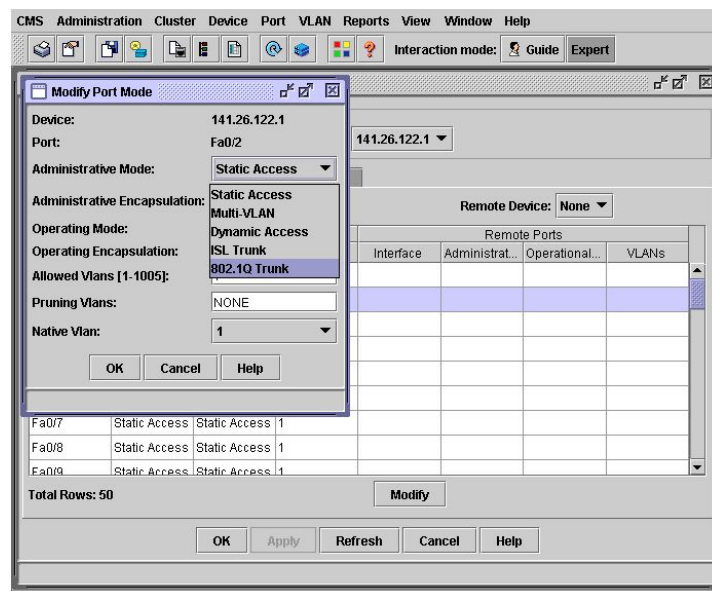 CMS Administration Cluster Device Port VLAN Reports View Window Help
Interaction mode: Guide Expert
Modify Port Mode
Device: 141.26.122.1
Port: Fa0/2
Administrative Mode: Static Access
Administrative Encapsulation:
Static Access
Multi-VLAN
Operating Mode: Dynamic Access
Operating Encapsulation: ISL Trunk
802.1Q Trunk
Allowed Vlans [1-1005]:
Pruning Vlans: NONE
Native Vlan: 1
OK Cancel Help
141.26.122.1
Remote Device: None
Remote Ports
Interface Administrat... Operational... VLANs
Fa0/7 Static Access Static Access 1
Fa0/8 Static Access Static Access 1
Fa0/9 Static Access Static Access 1
Total Rows: 50 Modify
OK Apply Refresh Cancel Help